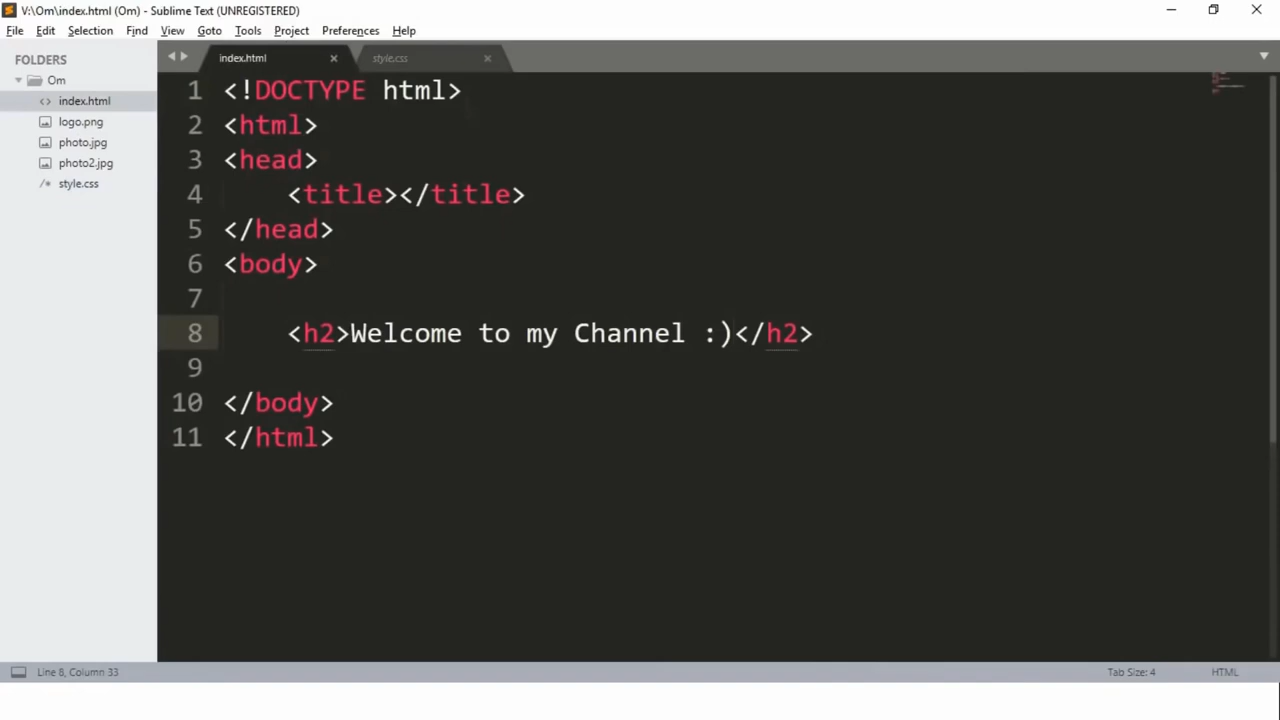 V:\Om\index.html (Om) - Sublime Text (UNREGISTERED)
File Edit Selection Find View Goto Tools Project Preferences Help
FOLDERS
Om
index.html
logo.png
photo.jpg
photo2.jpg
style.css
index.html
style.css
1 <!DOCTYPE html>
2 <html>
3 <head>
4     <title></title>
5 </head>
6 <body>
7
8     <h2>Welcome to my Channel :)</h2>
9
10 </body>
11 </html>
Line 8, Column 33
Tab Size: 4
HTML